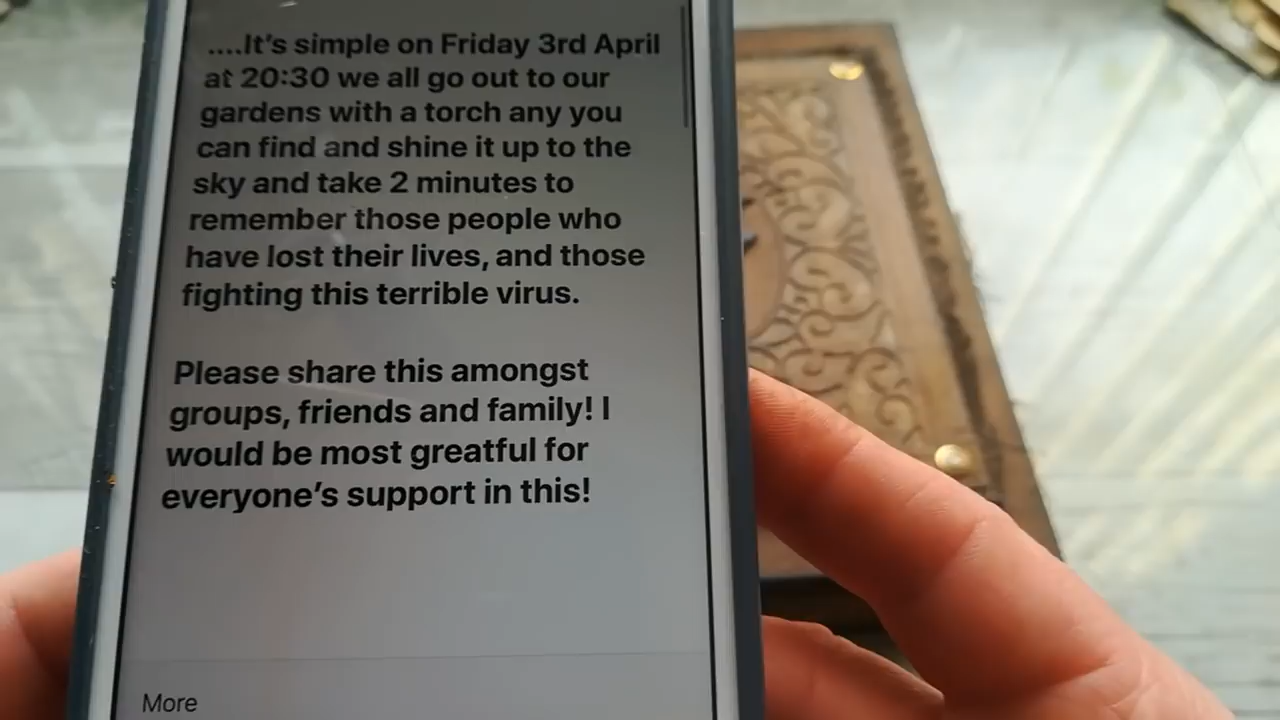 ....It's simple on Friday 3rd April
at 20:30 we all go out to our
gardens with a torch any you
can find and shine it up to the
sky and take 2 minutes to
remember those people who
have lost their lives, and those
fighting this terrible virus.
Please share this amongst
groups, friends and family! I
would be most greatful for
everyone's support in this!
More